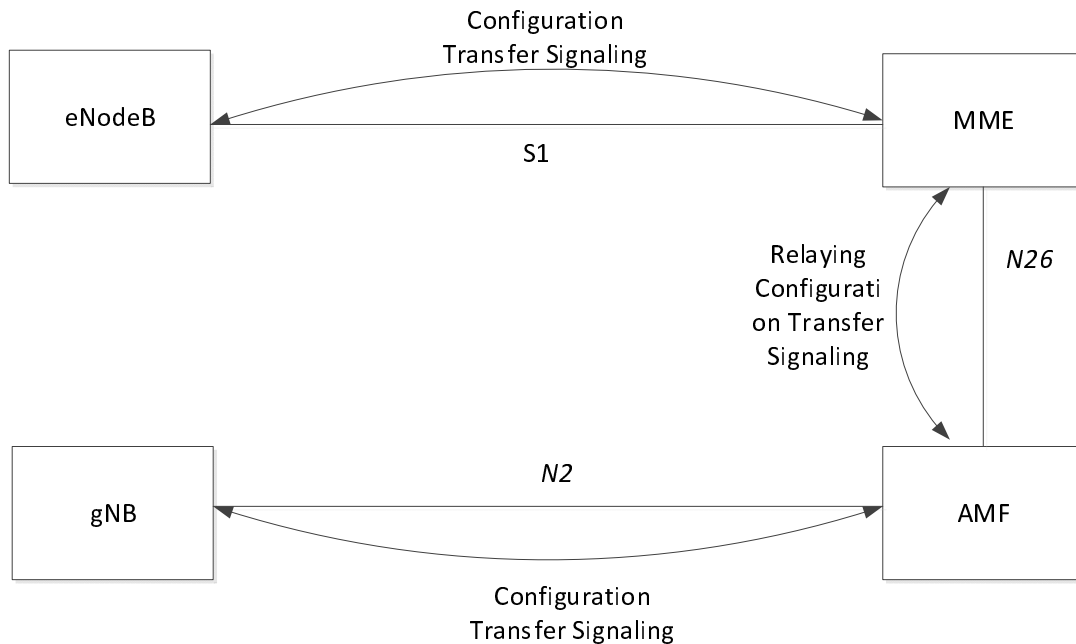 Configuration
Transfer Signaling
eNodeB
MME
S1
Relaying
Configurati
on Transfer
Signaling
N26
N2
gNB
AMF
Configuration
Transfer Signaling